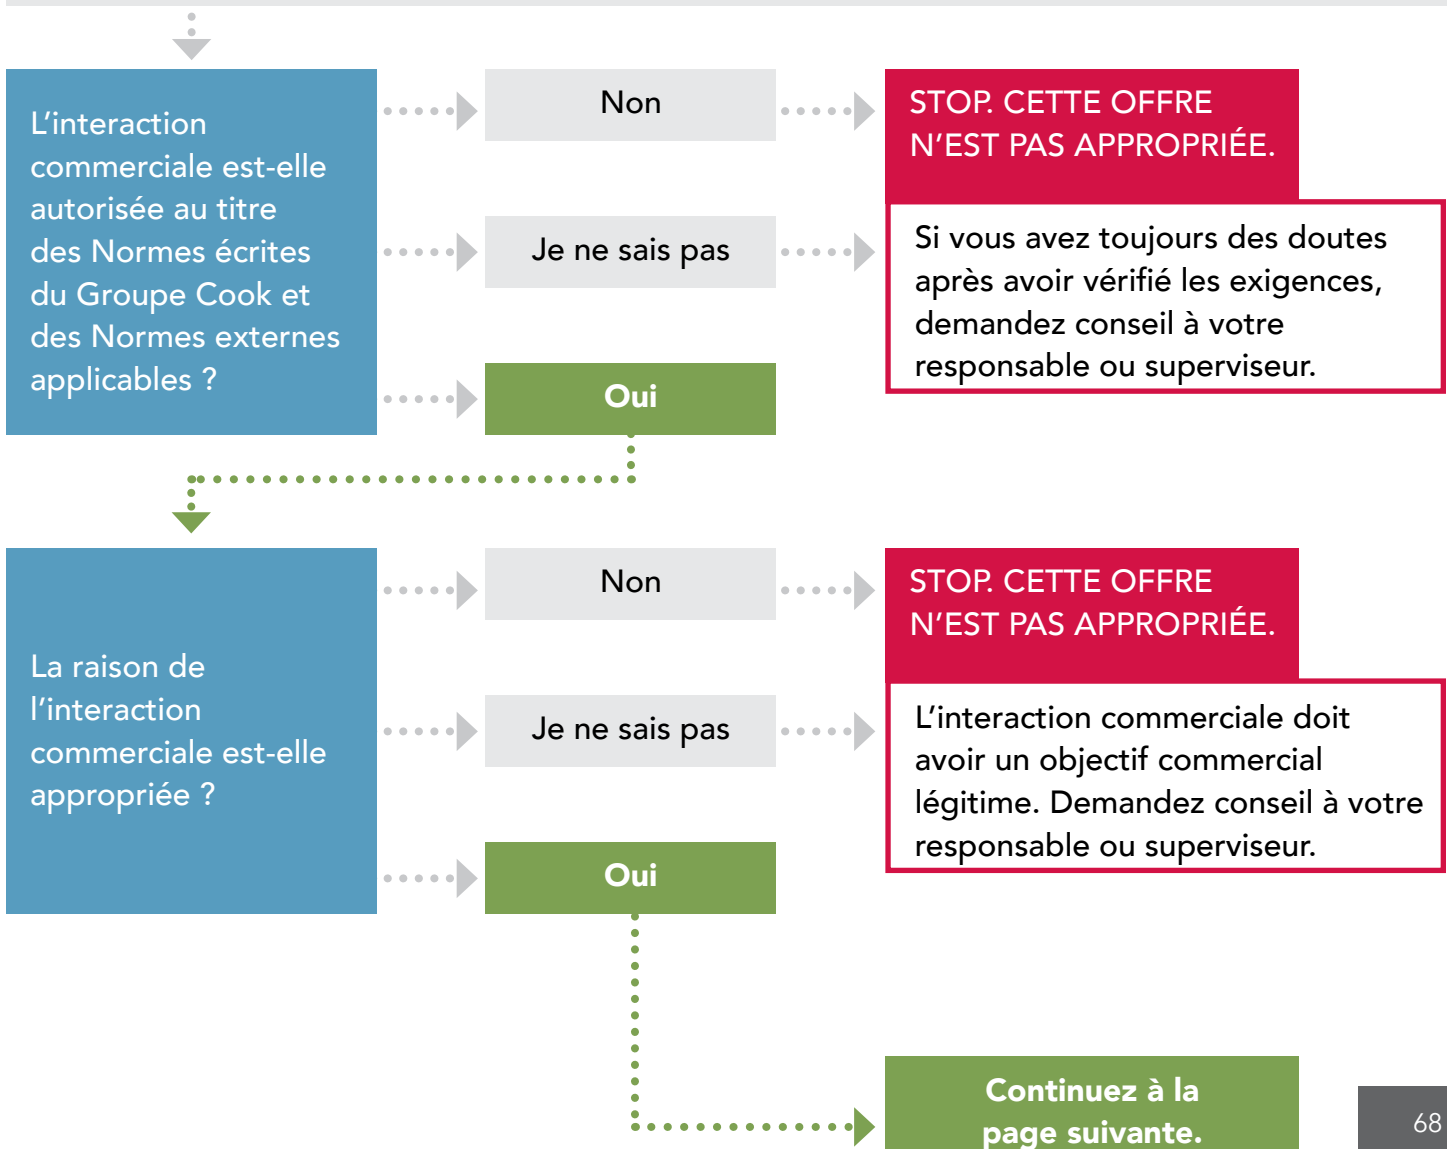 L’interaction
commerciale est-elle
autorisée au titre
des Normes écrites
du Groupe Cook et
des Normes externes
applicables ?
Non
STOP. CETTE OFFRE
N’EST PAS APPROPRIÉE.
Je ne sais pas
Si vous avez toujours des doutes
après avoir vérifié les exigences,
demandez conseil à votre
responsable ou superviseur.
Oui
La raison de
l’interaction
commerciale est-elle
appropriée ?
Non
STOP. CETTE OFFRE
N’EST PAS APPROPRIÉE.
Je ne sais pas
L’interaction commerciale doit
avoir un objectif commercial
légitime. Demandez conseil à votre
responsable ou superviseur.
Oui
Continuez à la
page suivante.
68